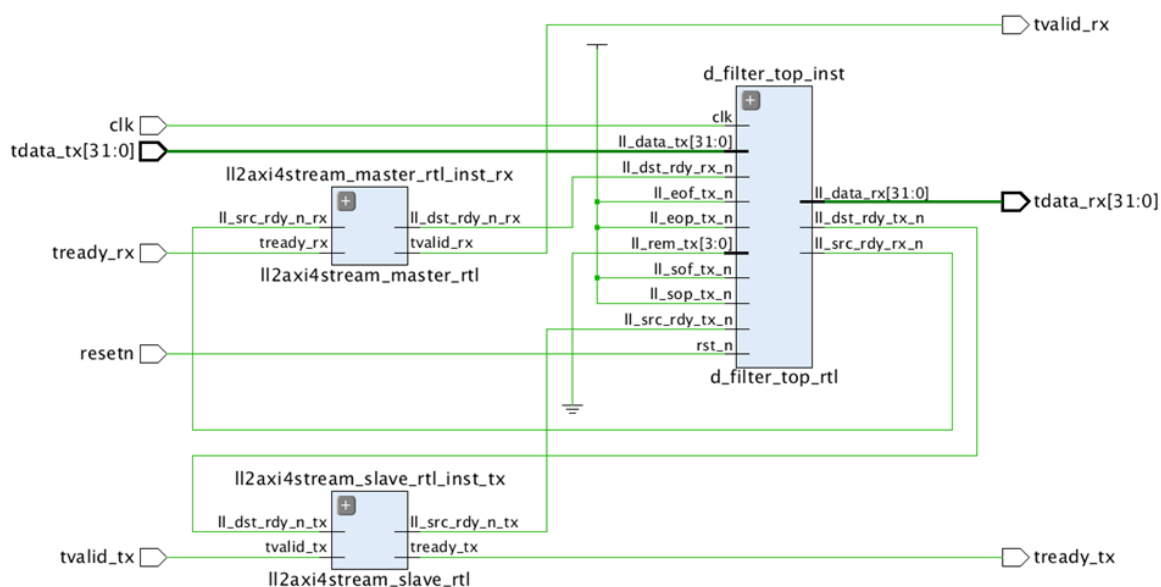 tvalid_rx
d_filter_top_inst
clk
clk
tdata_tx[31:0]
ll_data_tx[31:0]
ll_dst_rdy_rx_n
ll2axi4stream_master_rtl_inst_rx
ll_eof_tx_n
ll_data_rx[31:0]
tdata_rx[31:0]
ll_src_rdy_n_rx
ll_dst_rdy_n_rx
ll_eop_tx_n
ll_dst_rdy_tx_n
tready_rx
tready_rx
tvalid_rx
ll_rem_tx[3:0]
ll_src_rdy_rx_n
ll2axi4stream_master_rtl
ll_sof_tx_n
ll_sop_tx_n
ll_src_rdy_tx_n
resetn
rst_n
d_filter_top_rtl
ll2axi4stream_slave_rtl_inst_tx
ll_dst_rdy_n_tx
ll_src_rdy_n_tx
tvalid_tx
tvalid_tx
tready_tx
tready_tx
ll2axi4stream_slave_rtl